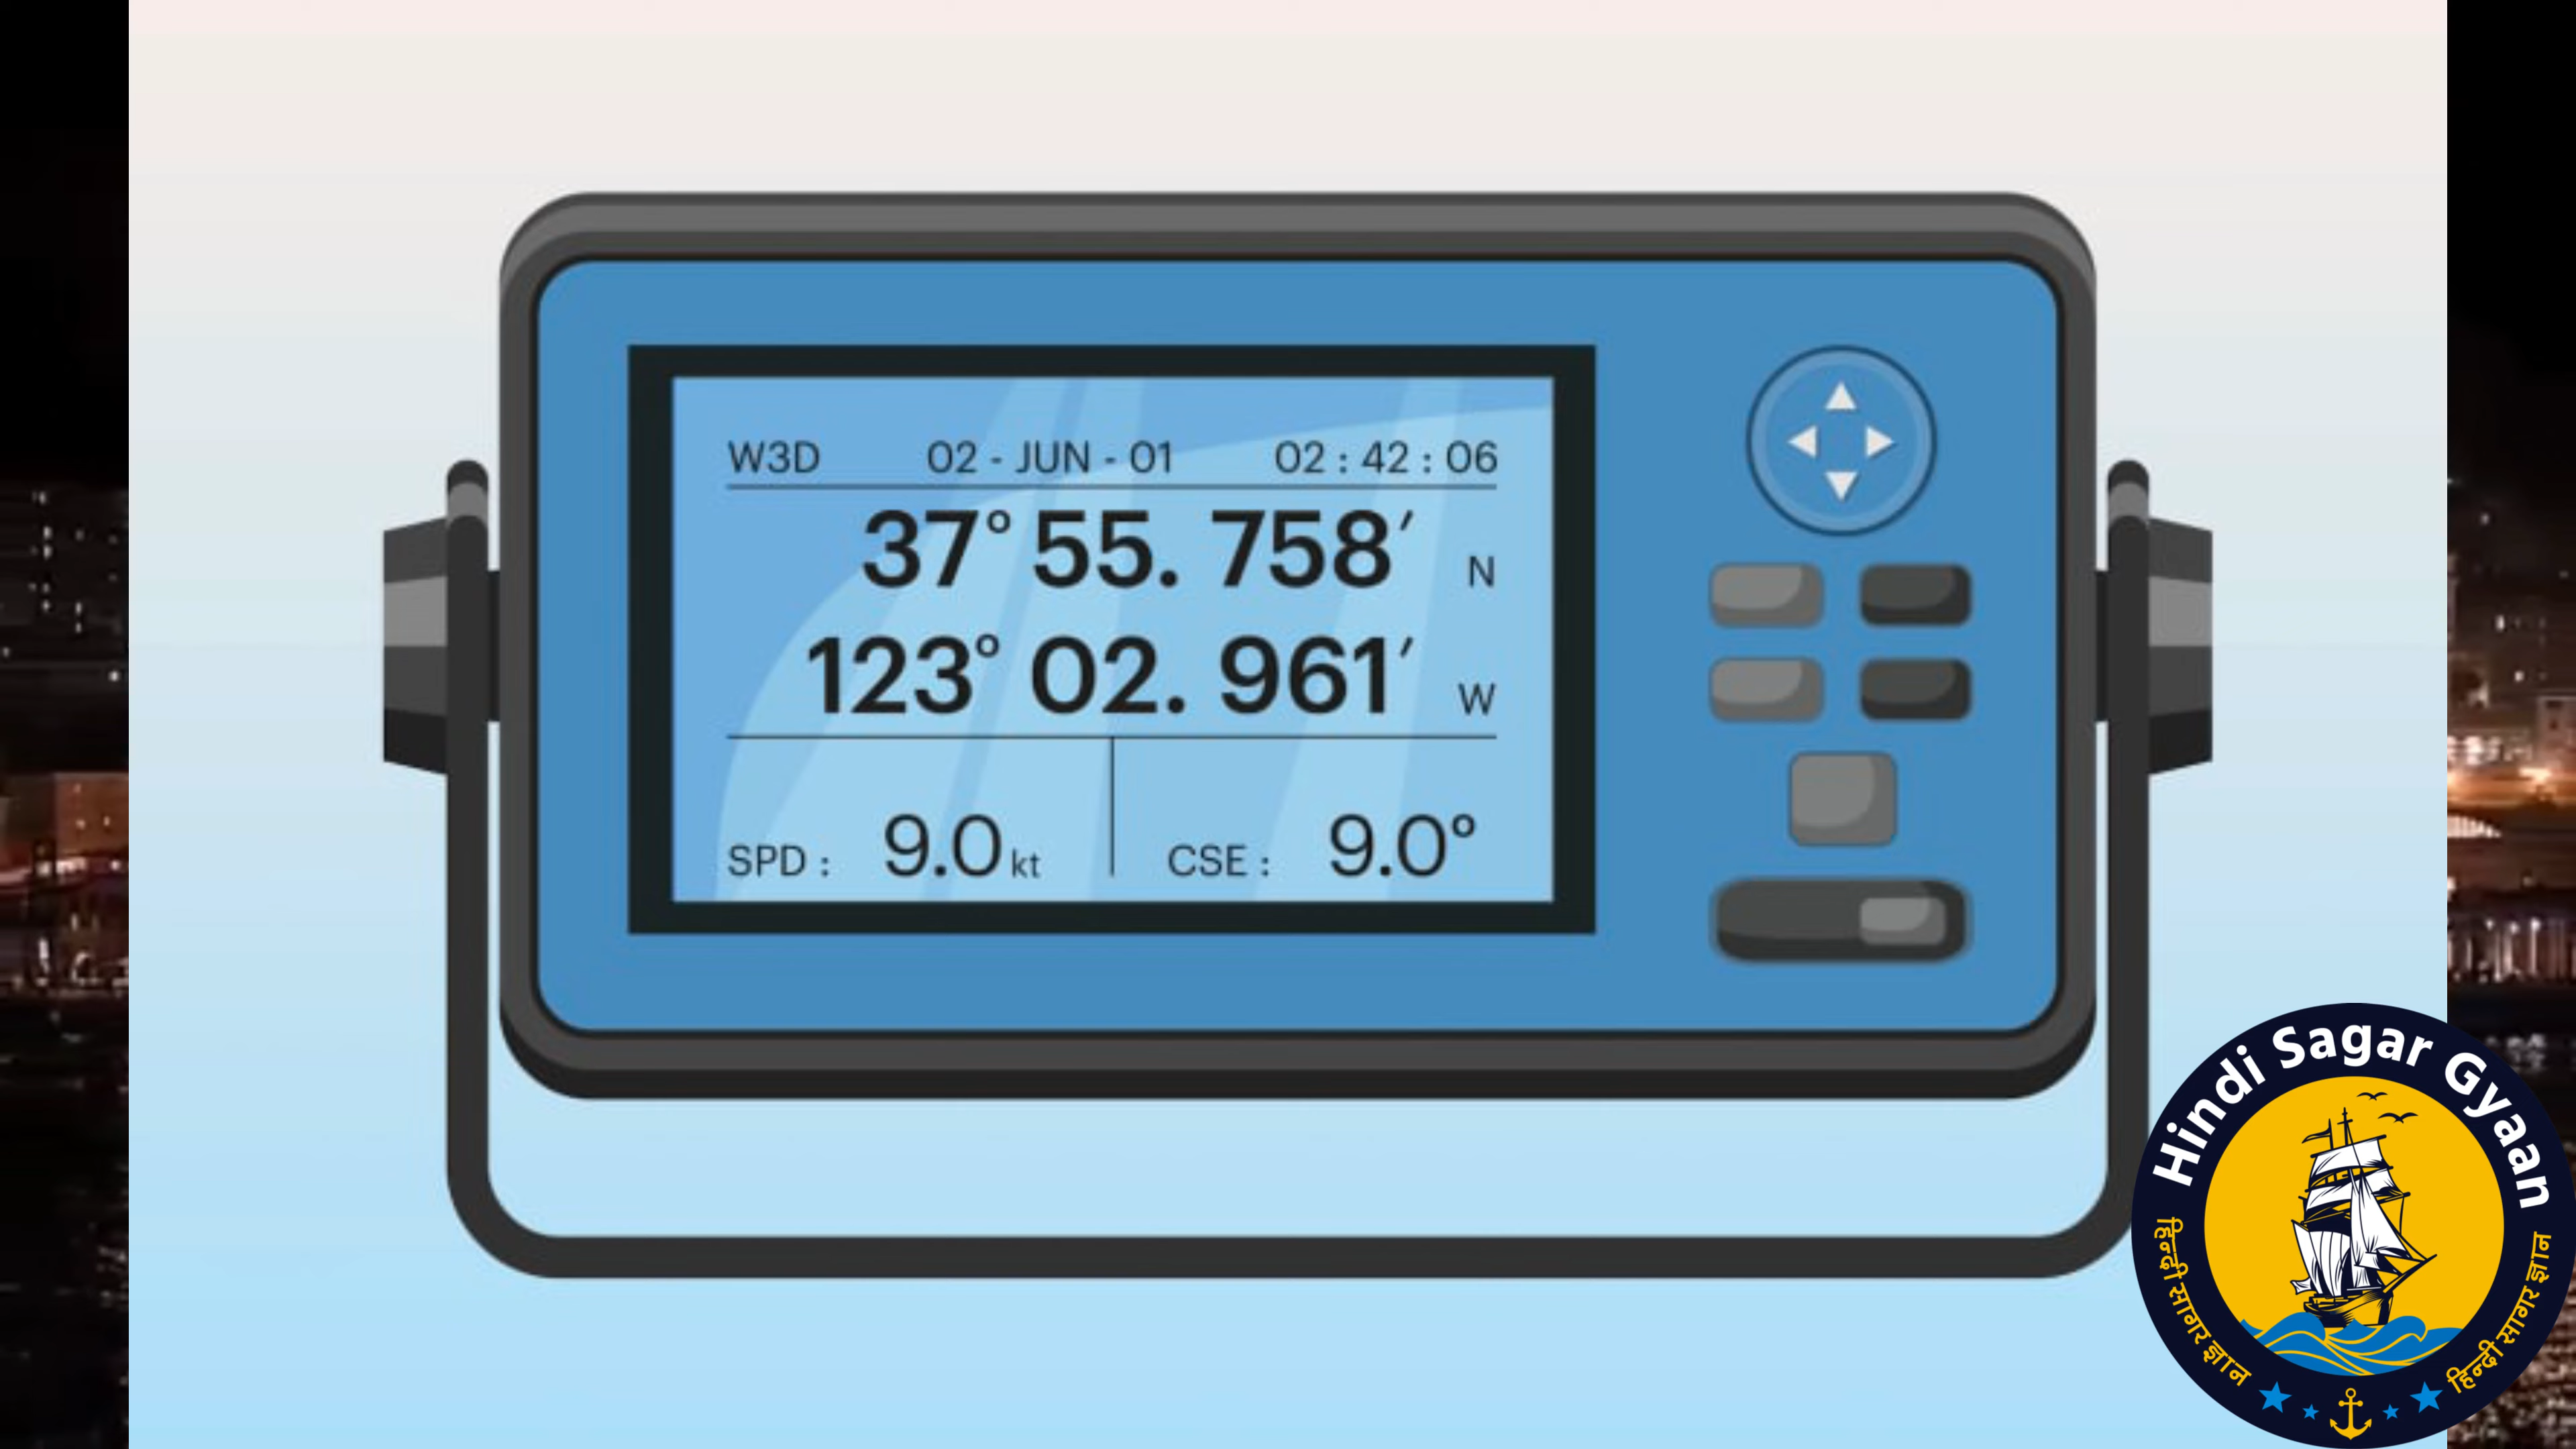 W3D 02 - JUN - 01 02 : 42 : 06
37° 55. 758′ N
123° 02. 961′ W
SPD : 9.0 kt CSE : 9.0°
Hindi Sagar Gyaan
हिन्दी सागर ज्ञान
हिन्दी सागर ज्ञान